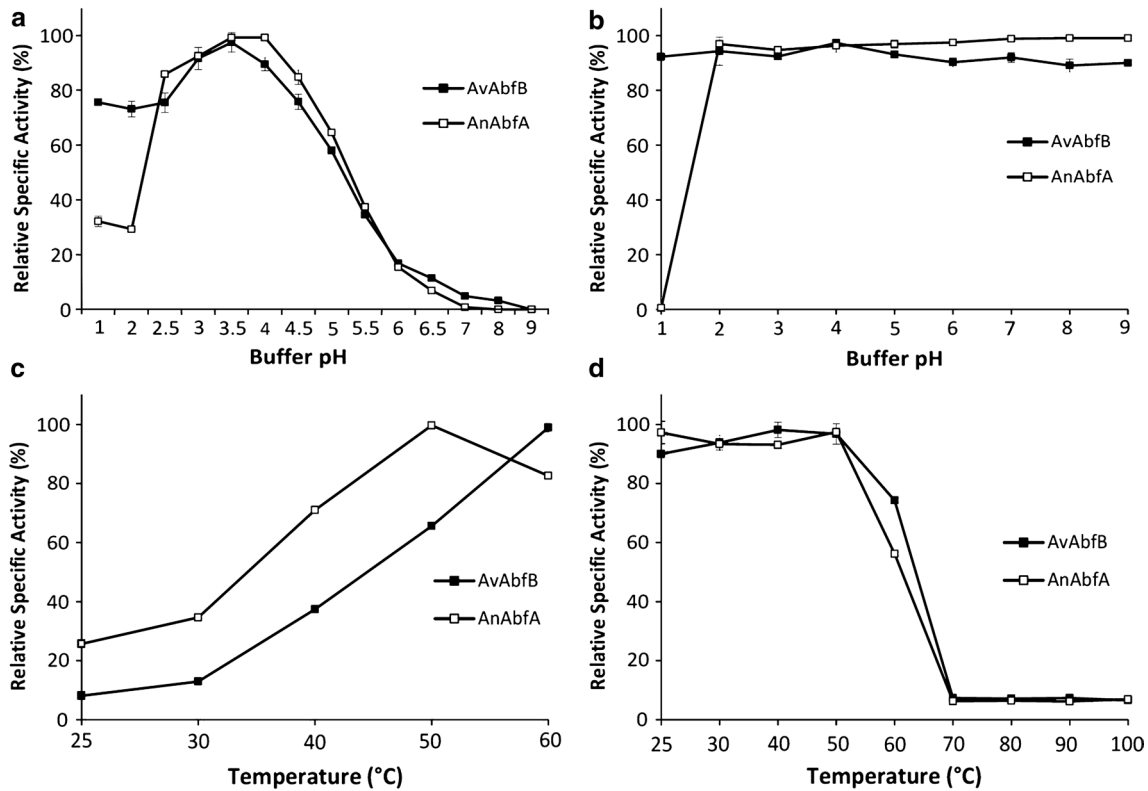 a
Relative Specific Activity (%)
100
80
60
40
20
0
AvAbfB
AnAbfA
1 2 2.5 3 3.5 4 4.5 5 5.5 6 6.5 7 8 9
Buffer pH
b
Relative Specific Activity (%)
100
80
60
40
20
0
AvAbfB
AnAbfA
1 2 3 4 5 6 7 8 9
Buffer pH
c
Relative Specific Activity (%)
100
80
60
40
20
0
AvAbfB
AnAbfA
25 30 40 50 60
Temperature (°C)
d
Relative Specific Activity (%)
100
80
60
40
20
0
AvAbfB
AnAbfA
25 30 40 50 60 70 80 90 100
Temperature (°C)